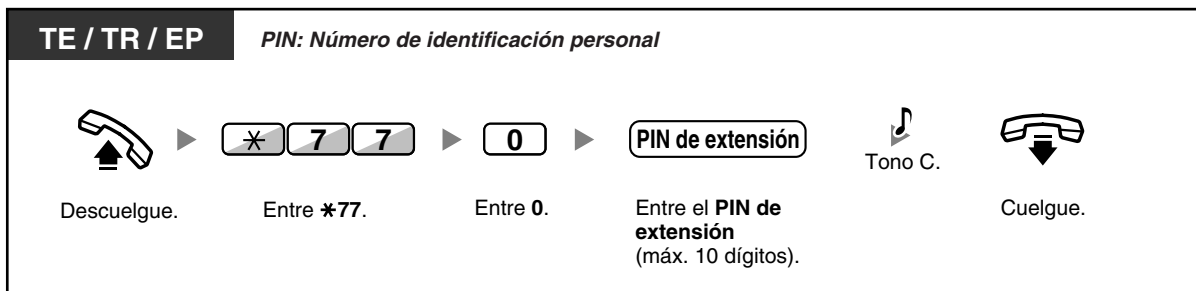 TE / TR / EP PIN: Número de identificación personal
✳ 7 7 0 PIN de extensión
Tono C.
Descuelgue. Entre ✳77. Entre 0. Entre el PIN de extensión (máx. 10 dígitos). Cuelgue.